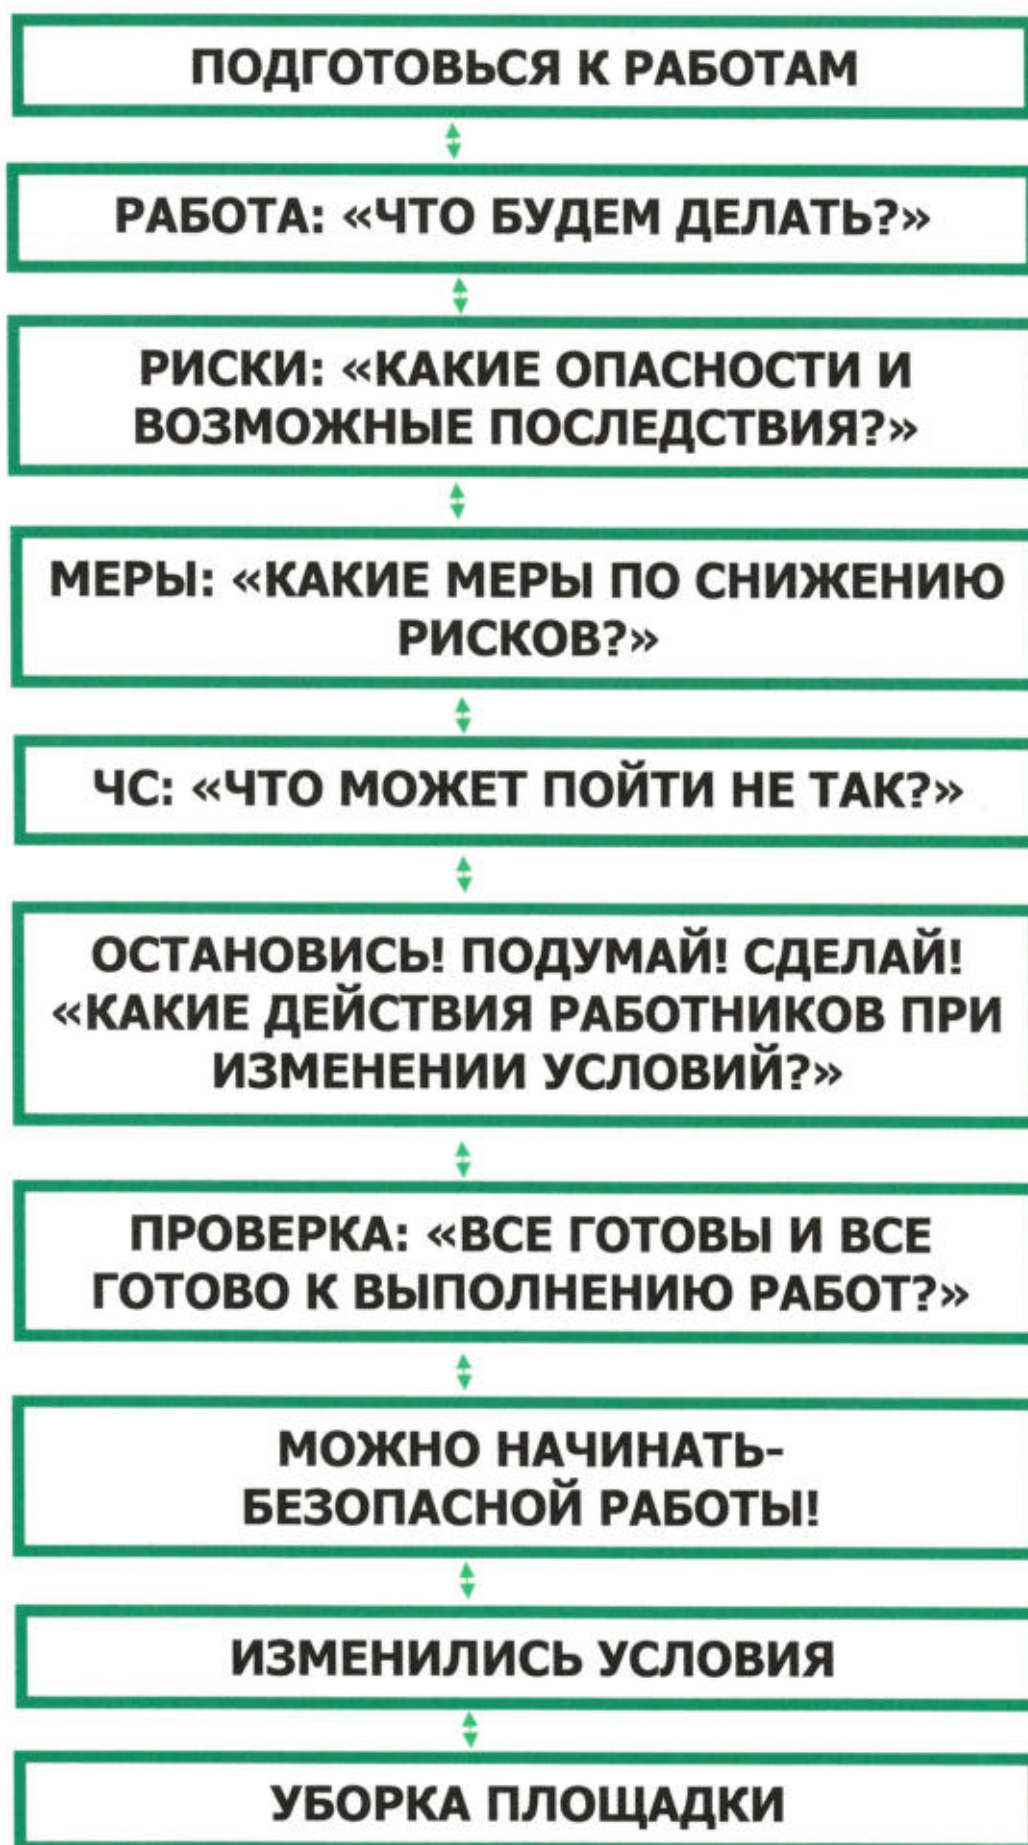 ПОДГОТОВЬСЯ К РАБОТАМ
РАБОТА: «ЧТО БУДЕМ ДЕЛАТЬ?»
РИСКИ: «КАКИЕ ОПАСНОСТИ И
ВОЗМОЖНЫЕ ПОСЛЕДСТВИЯ?»
МЕРЫ: «КАКИЕ МЕРЫ ПО СНИЖЕНИЮ
РИСКОВ?»
ЧС: «ЧТО МОЖЕТ ПОЙТИ НЕ ТАК?»
ОСТАНОВИСЬ! ПОДУМАЙ! СДЕЛАЙ!
«КАКИЕ ДЕЙСТВИЯ РАБОТНИКОВ ПРИ
ИЗМЕНЕНИИ УСЛОВИЙ?»
ПРОВЕРКА: «ВСЕ ГОТОВЫ И ВСЕ
ГОТОВО К ВЫПОЛНЕНИЮ РАБОТ?»
МОЖНО НАЧИНАТЬ-
БЕЗОПАСНОЙ РАБОТЫ!
ИЗМЕНИЛИСЬ УСЛОВИЯ
УБОРКА ПЛОЩАДКИ